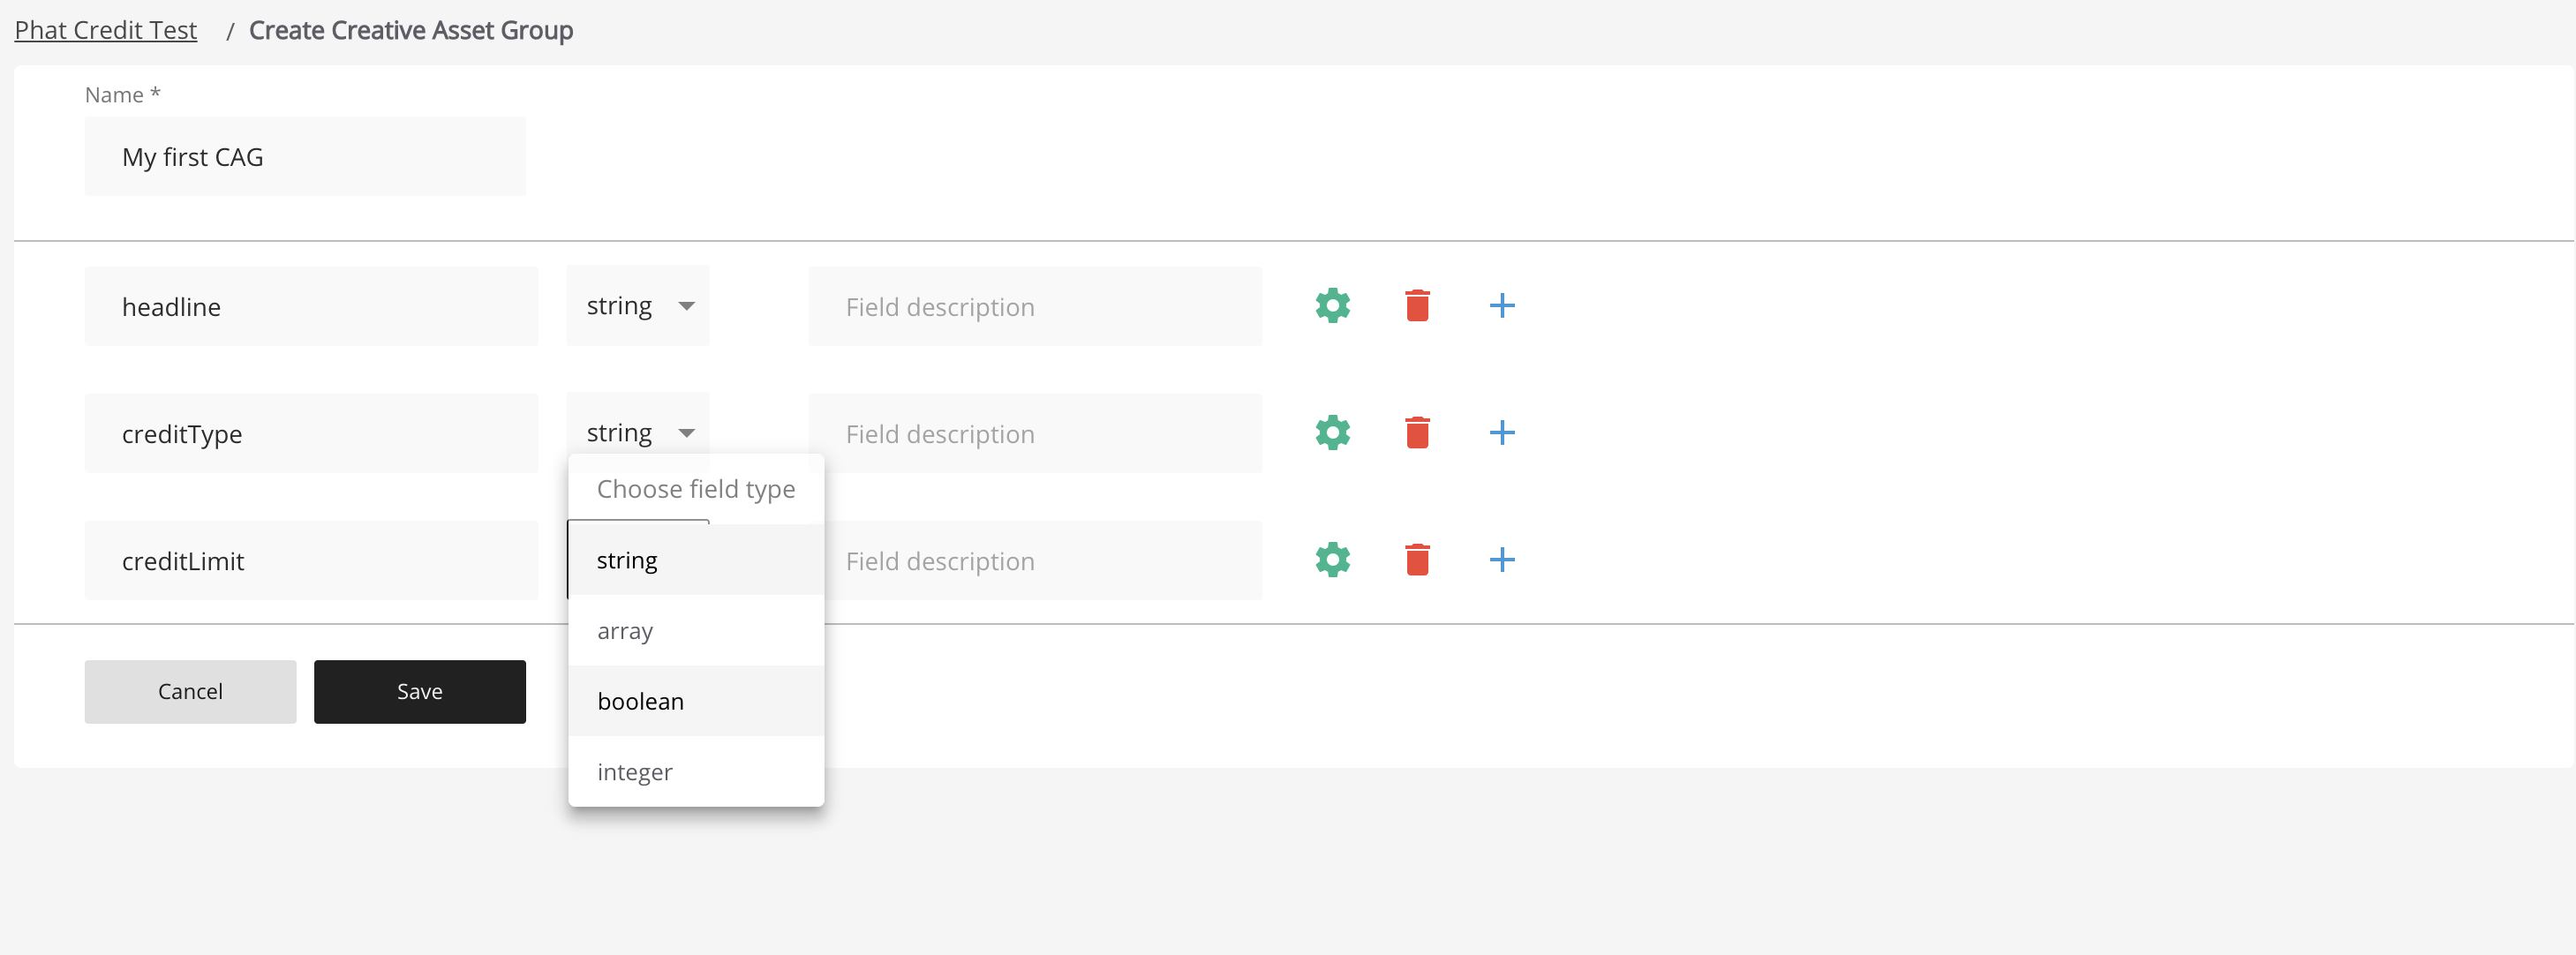 Phat Credit Test / Create Creative Asset Group
Name *
My first CAG
headline string Field description
creditType string Field description
Choose field type
creditLimit string Field description
array
boolean
Cancel Save
integer